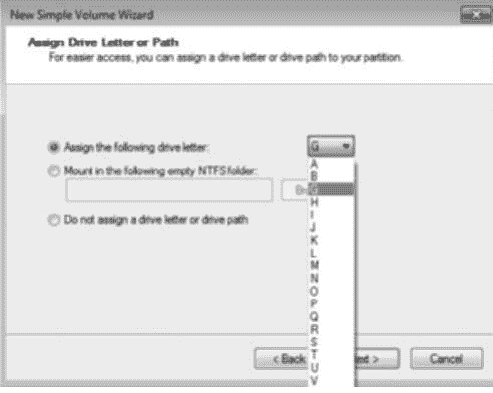 New Simple Volume Wizard
Assign Drive Letter or Path
For easier access, you can assign a drive letter or drive path to your partition.
Assign the following drive letter:
G
A
B
G
H
I
J
K
L
M
N
O
P
Q
R
S
T
U
V
Mount in the following empty NTFS folder:
Do not assign a drive letter or drive path
< Back
Cancel